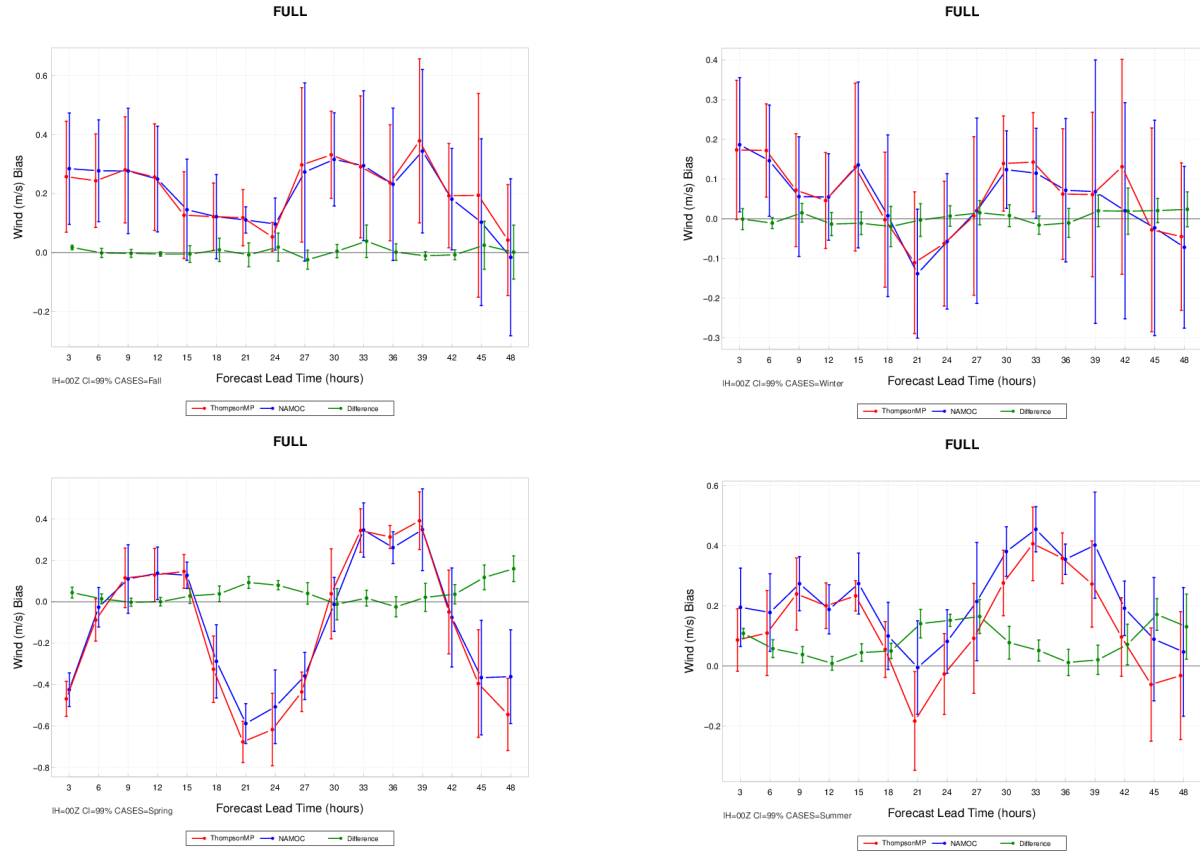 FULL
Wind (m/s) Bias
0.6
0.4
0.2
0.0
−0.2
3 6 9 12 15 18 21 24 27 30 33 36 39 42 45 48
Forecast Lead Time (hours)
IH=00Z CI=99% CASES=Fall
ThompsonMP NAMOC Difference
FULL
Wind (m/s) Bias
0.4
0.3
0.2
0.1
0.0
−0.1
−0.2
−0.3
3 6 9 12 15 18 21 24 27 30 33 36 39 42 45 48
Forecast Lead Time (hours)
IH=00Z CI=99% CASES=Winter
ThompsonMP NAMOC Difference
FULL
Wind (m/s) Bias
0.4
0.2
0.0
−0.2
−0.4
−0.6
−0.8
3 6 9 12 15 18 21 24 27 30 33 36 39 42 45 48
Forecast Lead Time (hours)
IH=00Z CI=99% CASES=Spring
ThompsonMP NAMOC Difference
FULL
Wind (m/s) Bias
0.6
0.4
0.2
0.0
−0.2
3 6 9 12 15 18 21 24 27 30 33 36 39 42 45 48
Forecast Lead Time (hours)
IH=00Z CI=99% CASES=Summer
ThompsonMP NAMOC Difference